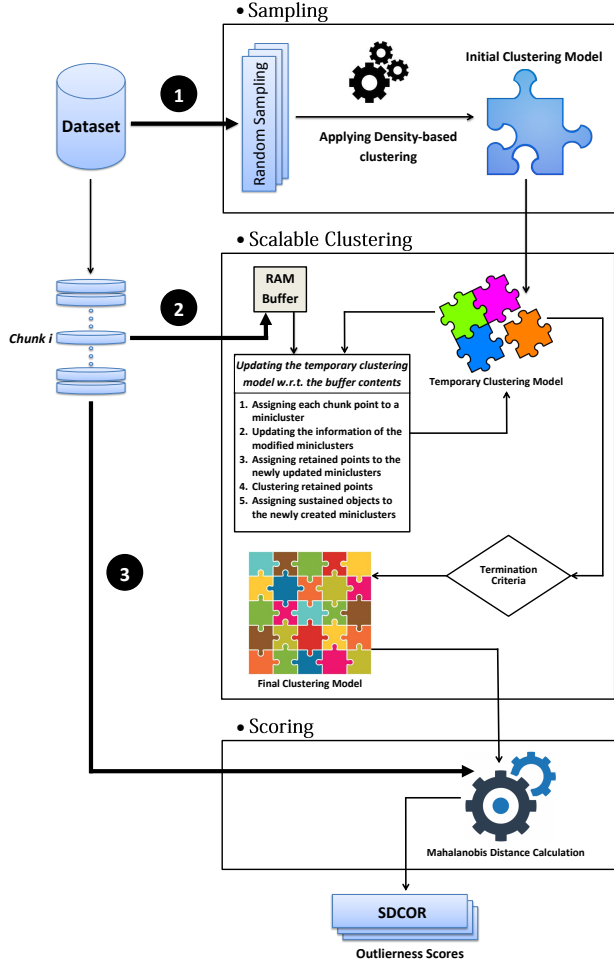 • Sampling
1
Dataset
Random Sampling
Applying Density-based
clustering
Initial Clustering Model
• Scalable Clustering
2
RAM
Buffer
Chunk i
Updating the temporary clustering
model w.r.t. the buffer contents
1. Assigning each chunk point to a
minicluster
2. Updating the information of the
modified miniclusters
3. Assigning retained points to the
newly updated miniclusters
4. Clustering retained points
5. Assigning sustained objects to
the newly created miniclusters
Temporary Clustering Model
Termination
Criteria
3
Final Clustering Model
• Scoring
Mahalanobis Distance Calculation
SDCOR
Outlierness Scores